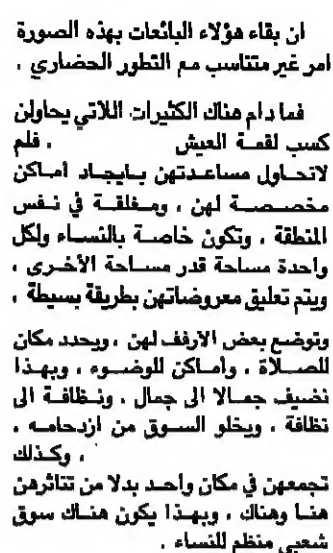 ان بقاء هؤلاء البائعات بهذه الصورة
امر غير متناسب مع التطور الحضاري .
فما دام هناك الكثيرات اللاتي يحاولن
كسب لقمة العيش . فلم
لاتحاول مساعدتهن بايجاد أماكن
مخصصة لهن ، ومغلقة في نفس
المنطقة ، وتكون خاصة بالنساء ولكل
واحدة مساحة قدر مساحة الأخرى ،
ويتم تعليق معروضاتهن بطريقة بسيطة ،
وتوضع بعض الارفف لهن ، ويحدد مكان
للصلاة ، وأماكن للوضوء ، وبهذا
نضيف جمالا الى جمال ، ونظافة الى
نظافة ، ويخلو السوق من ازدحامه ،
، وكذلك
تجمعهن في مكان واحد بدلا من تناثرهن
هنا وهناك ، وبهذا يكون هناك سوق
شعبي منظم للنساء .